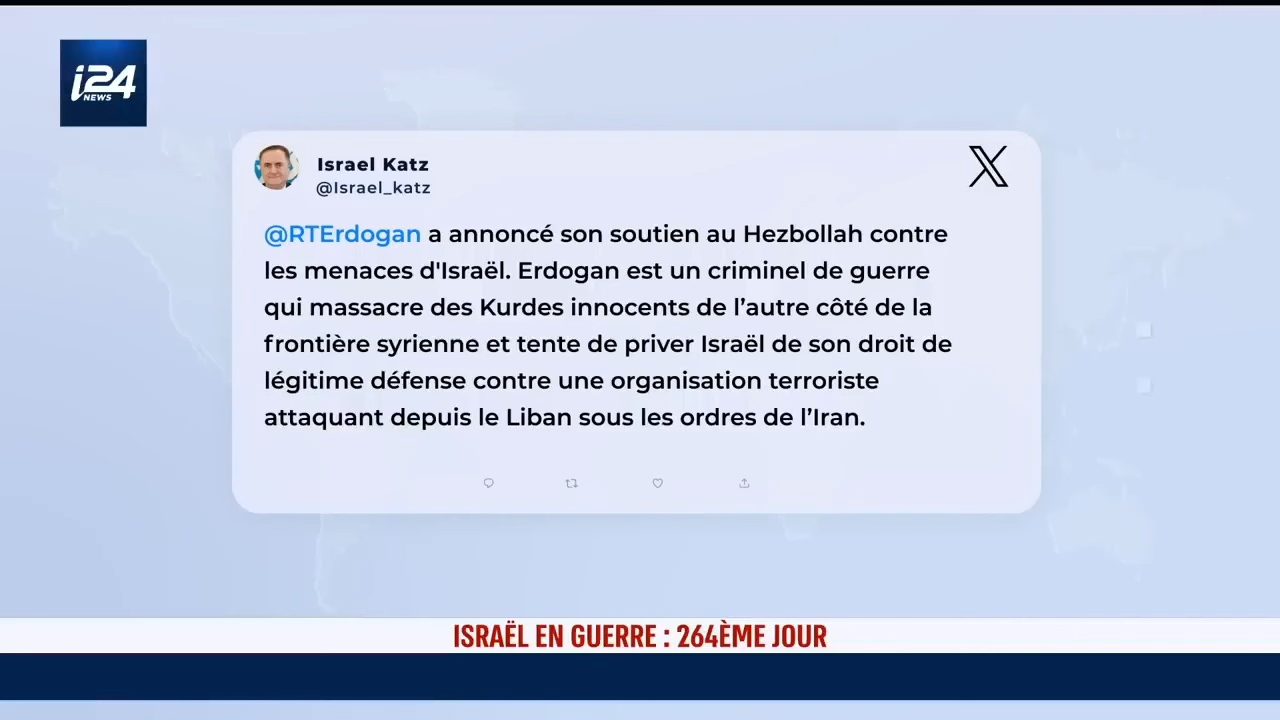 i24
NEWS
Israel Katz
@Israel_katz
@RTErdogan a annoncé son soutien au Hezbollah contre
les menaces d'Israël. Erdogan est un criminel de guerre
qui massacre des Kurdes innocents de l’autre côté de la
frontière syrienne et tente de priver Israël de son droit de
légitime défense contre une organisation terroriste
attaquant depuis le Liban sous les ordres de l’Iran.
ISRAËL EN GUERRE : 264ÈME JOUR